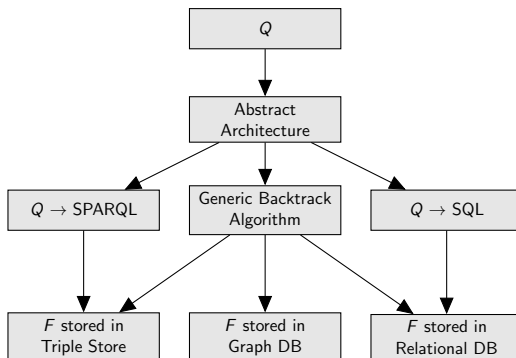 Q
Abstract
Architecture
Q → SPARQL
Generic Backtrack
Algorithm
Q → SQL
F stored in
Triple Store
F stored in
Graph DB
F stored in
Relational DB